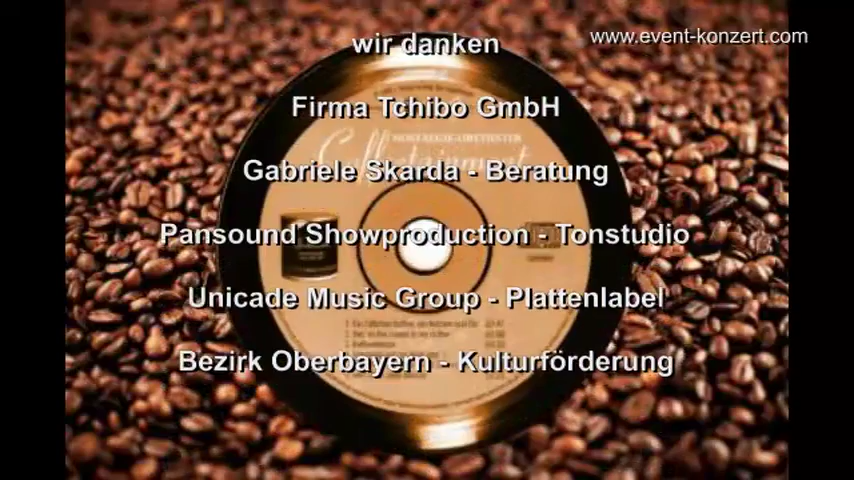 www.event-konzert.com
wir danken
Firma Tchibo GmbH
Gabriele Skarda - Beratung
Pansound Showproduction - Tonstudio
Unicade Music Group - Plattenlabel
Bezirk Oberbayern - Kulturförderung